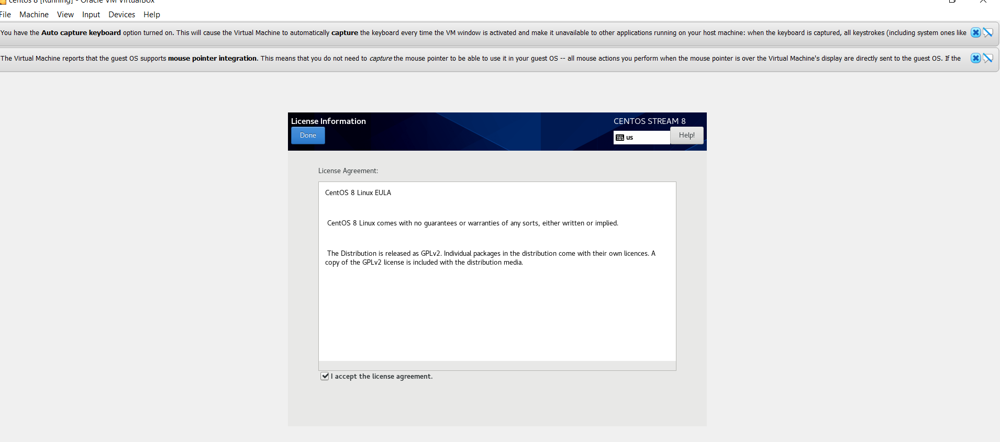 centos 8 [Running] - Oracle VM VirtualBox
File Machine View Input Devices Help
You have the Auto capture keyboard option turned on. This will cause the Virtual Machine to automatically capture the keyboard every time the VM window is activated and make it unavailable to other applications running on your host machine: when the keyboard is captured, all keystrokes (including system ones like
The Virtual Machine reports that the guest OS supports mouse pointer integration. This means that you do not need to capture the mouse pointer to be able to use it in your guest OS -- all mouse actions you perform when the mouse pointer is over the Virtual Machine's display are directly sent to the guest OS. If the
License Information
CENTOS STREAM 8
Done
us
Help!
License Agreement:
CentOS 8 Linux EULA
CentOS 8 Linux comes with no guarantees or warranties of any sorts, either written or implied.
The Distribution is released as GPLv2. Individual packages in the distribution come with their own licences. A
copy of the GPLv2 license is included with the distribution media.
I accept the license agreement.